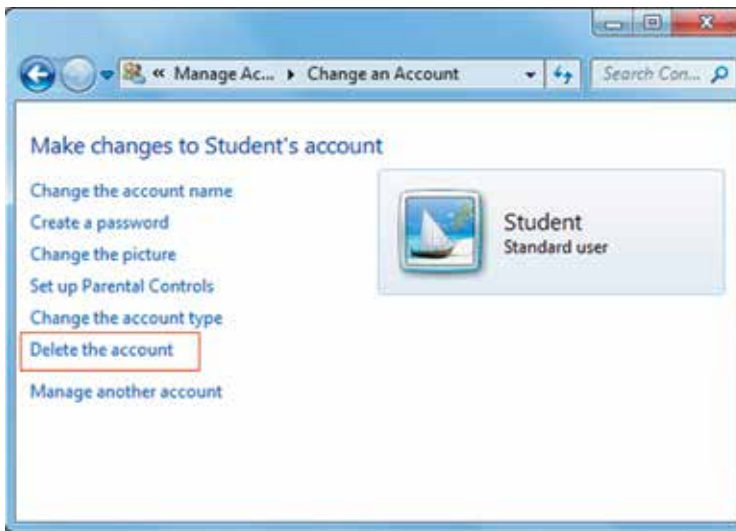 « Manage Ac... Change an Account Search Con...
Make changes to Student's account
Change the account name
Create a password
Change the picture
Set up Parental Controls
Change the account type
Delete the account
Manage another account
Student
Standard user